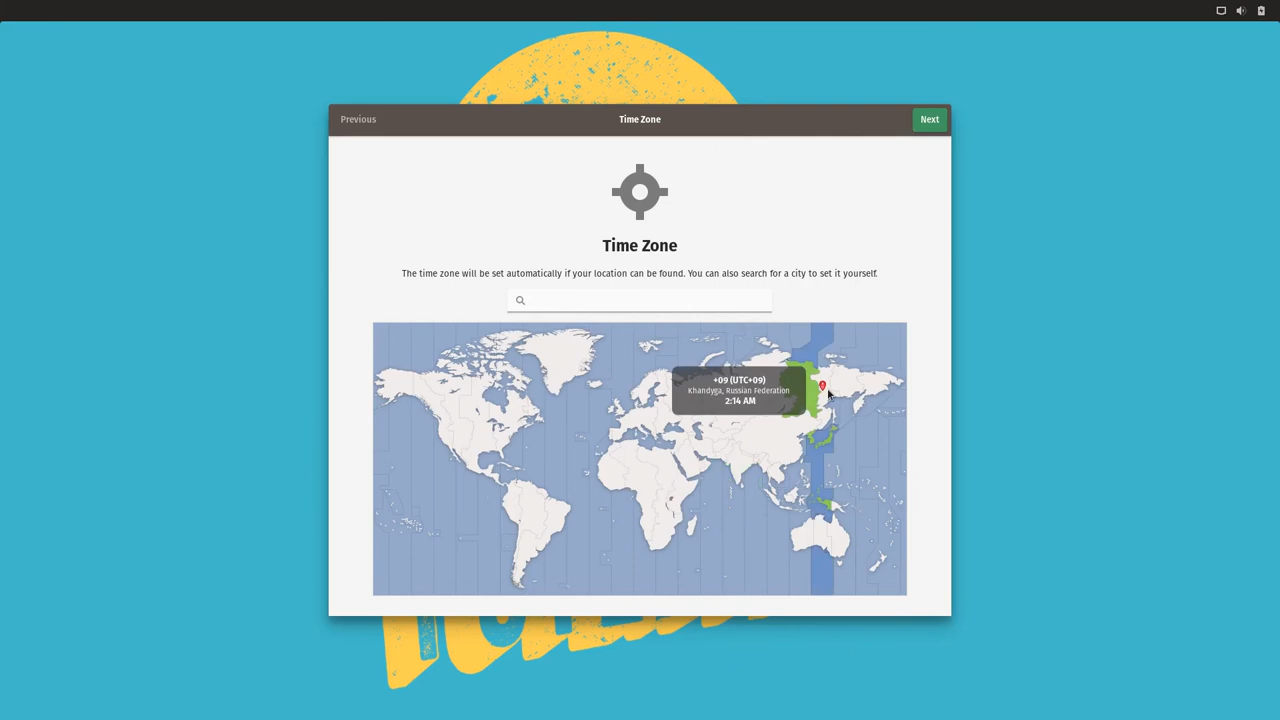 Previous
Time Zone
Next
Time Zone
The time zone will be set automatically if your location can be found. You can also search for a city to set it yourself.
+09 (UTC+09)
Khandyga, Russian Federation
2:14 AM